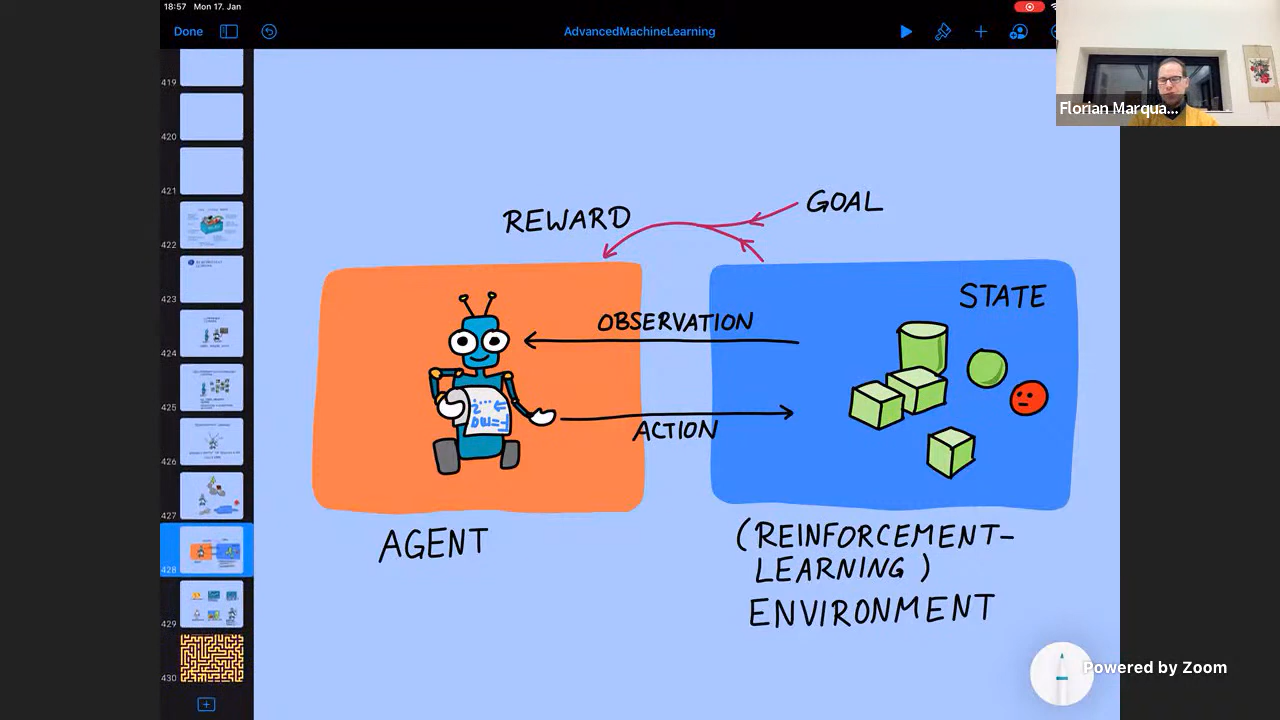 18:57 Mon 17. Jan
Done
AdvancedMachineLearning
Florian Marqua...
419
420
421
422
423
424
425
426
427
428
429
430
GOAL
REWARD
STATE
OBSERVATION
ACTION
AGENT
(REINFORCEMENT-
LEARNING)
ENVIRONMENT
Powered by Zoom